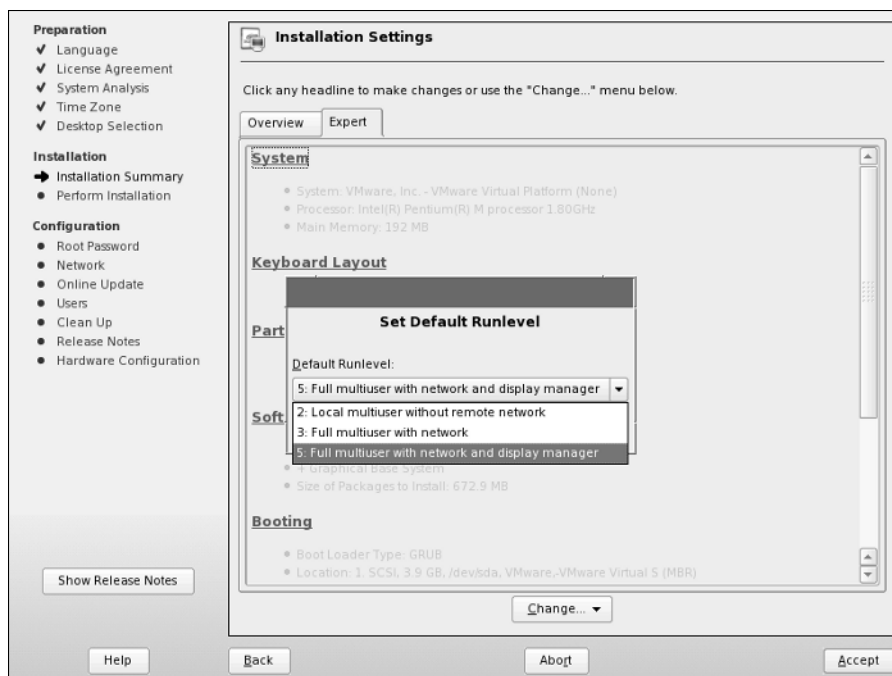 Preparation
Language
License Agreement
System Analysis
Time Zone
Desktop Selection
Installation
Installation Summary
Perform Installation
Configuration
Root Password
Network
Online Update
Users
Clean Up
Release Notes
Hardware Configuration
Show Release Notes
Installation Settings
Click any headline to make changes or use the "Change..." menu below.
Overview
Expert
System
System: VMware, Inc. - VMware Virtual Platform (None)
Processor: Intel(R) Pentium(R) M processor 1.80GHz
Main Memory: 192 MB
Keyboard Layout
Part
Set Default Runlevel
Default Runlevel:
5: Full multiuser with network and display manager
2: Local multiuser without remote network
3: Full multiuser with network
5: Full multiuser with network and display manager
Soft
+ Graphical Base System
Size of Packages to Install: 672.9 MB
Booting
Boot Loader Type: GRUB
Location: 1. SCSI, 3.9 GB, /dev/sda, VMware,-VMware Virtual S (MBR)
Change...
Help
Back
Abort
Accept